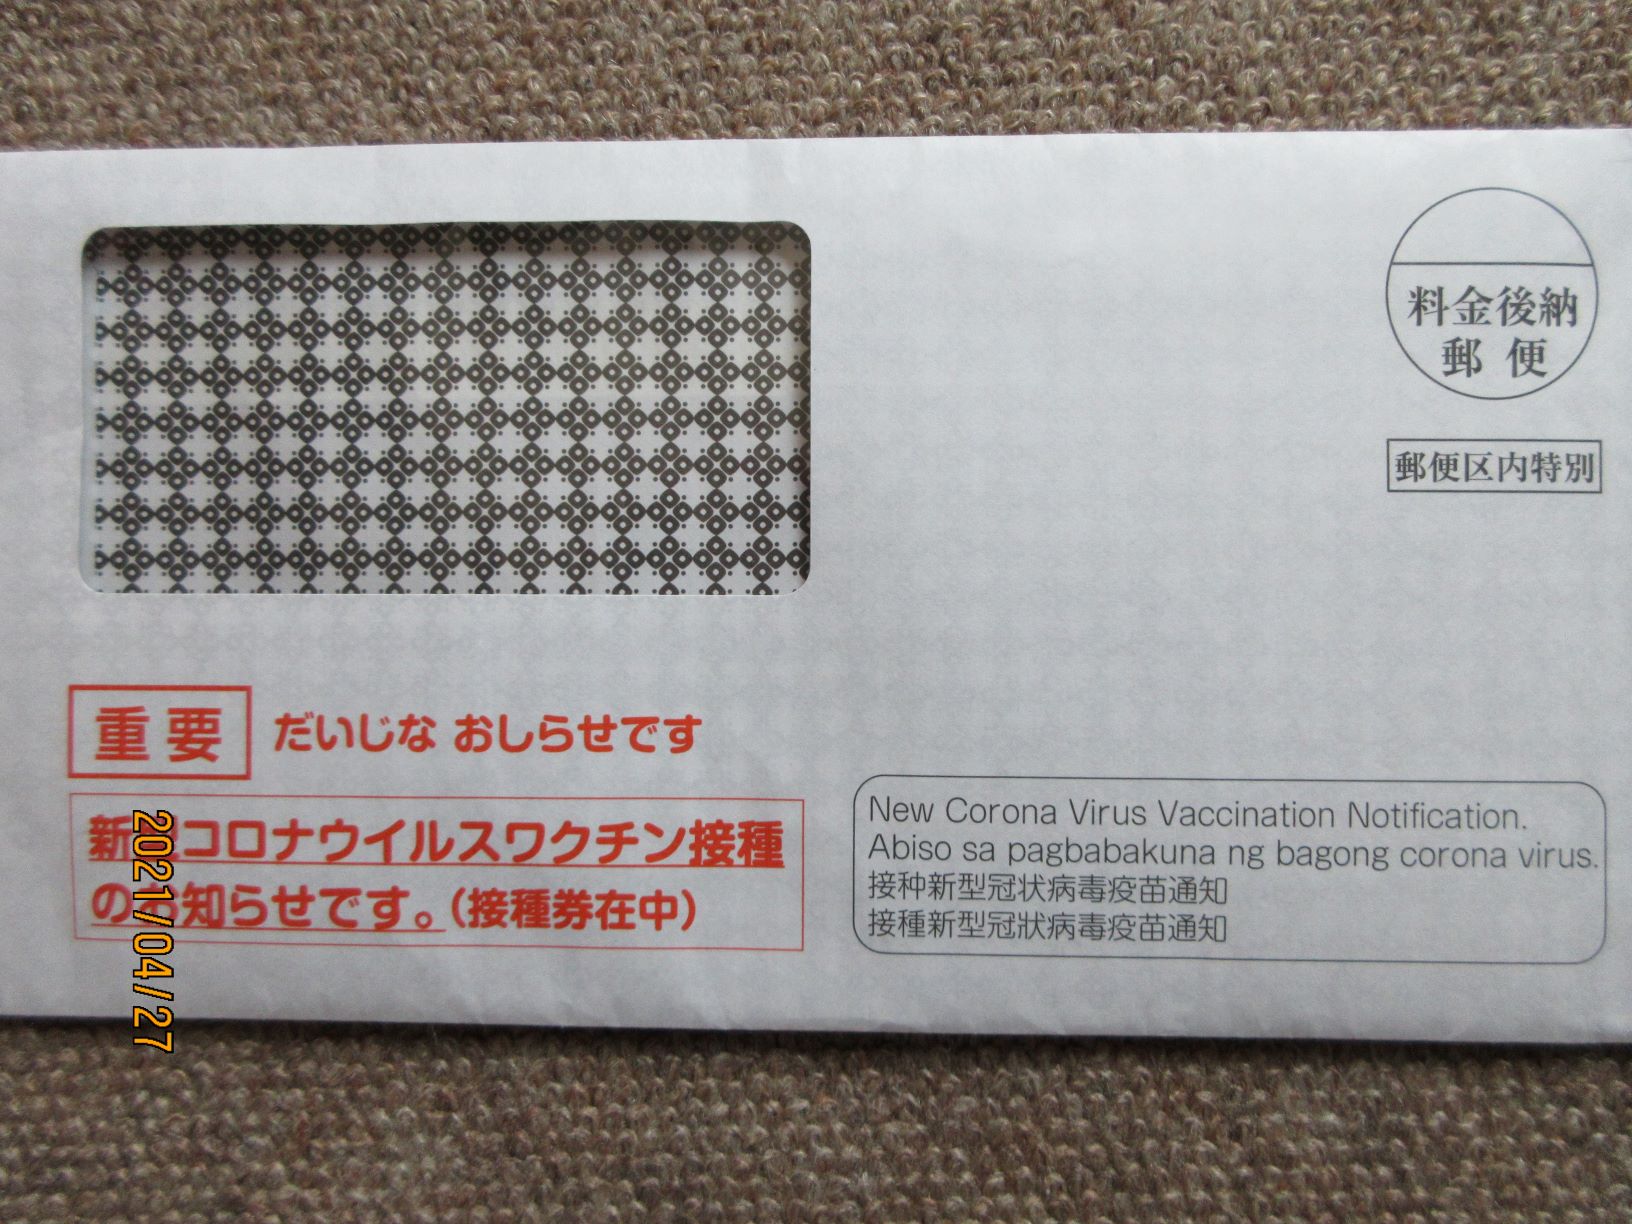 料金後納
郵便
郵便区内特別
重要
だいじな おしらせです
新型コロナウイルスワクチン接種
のお知らせです。(接種券在中)
New Corona Virus Vaccination Notification.
Abiso sa pagbabakuna ng bagong corona virus.
接种新型冠状病毒疫苗通知
接種新型冠狀病毒疫苗通知
2021/04/27